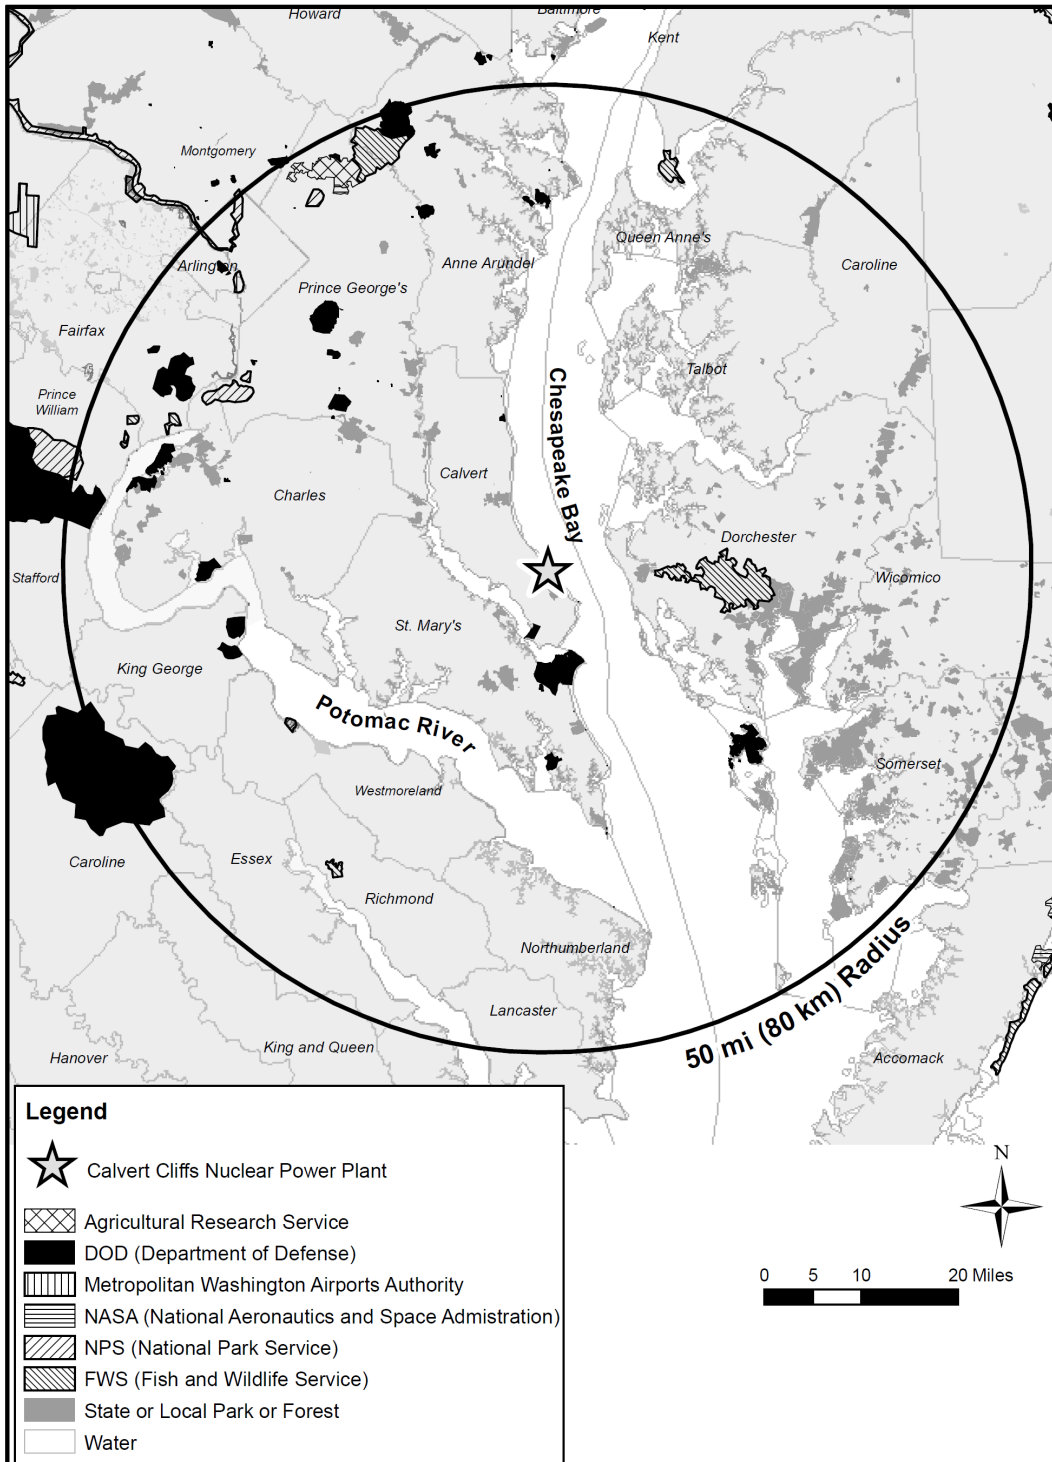 Howard
Baltimore
Kent
Montgomery
Queen Anne's
Anne Arundel
Arlington
Caroline
Prince George's
Fairfax
Talbot
Prince
William
Chesapeake Bay
Calvert
Charles
Dorchester
Stafford
Wicomico
St. Mary's
King George
Potomac River
Somerset
Westmoreland
Caroline
Essex
Richmond
Northumberland
50 mi (80 km) Radius
Lancaster
King and Queen
Hanover
Accomack
Legend
Calvert Cliffs Nuclear Power Plant
Agricultural Research Service
DOD (Department of Defense)
Metropolitan Washington Airports Authority
NASA (National Aeronautics and Space Admistration)
NPS (National Park Service)
FWS (Fish and Wildlife Service)
State or Local Park or Forest
Water
N
0 5 10 20 Miles